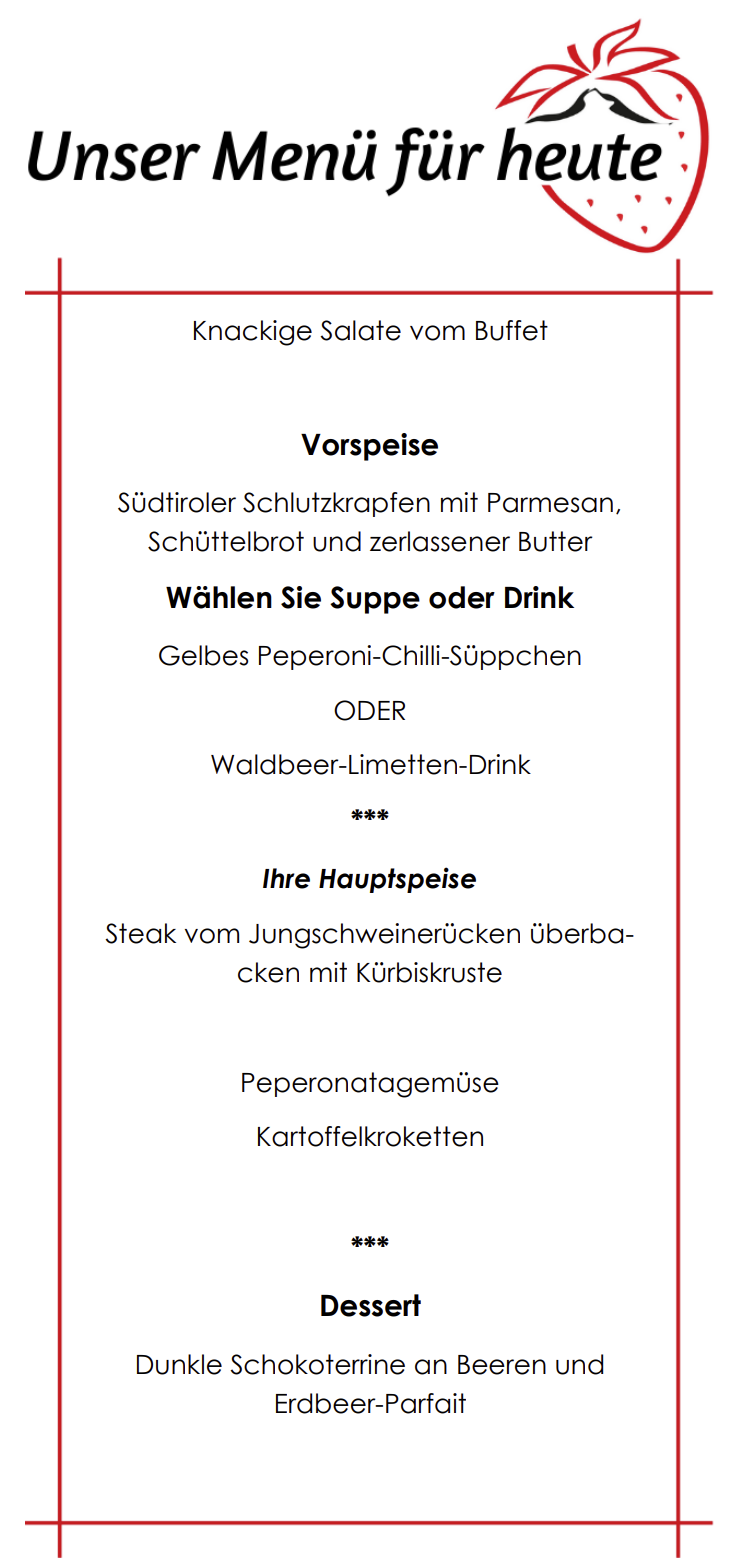 Unser Menü für heute
Knackige Salate vom Buffet
Vorspeise
Südtiroler Schlutzkrapfen mit Parmesan,
Schüttelbrot und zerlassener Butter
Wählen Sie Suppe oder Drink
Gelbes Peperoni-Chilli-Süppchen
ODER
Waldbeer-Limetten-Drink
***
Ihre Hauptspeise
Steak vom Jungschweinerücken überba-
cken mit Kürbiskruste
Peperonatagemüse
Kartoffelkroketten
***
Dessert
Dunkle Schokoterrine an Beeren und
Erdbeer-Parfait